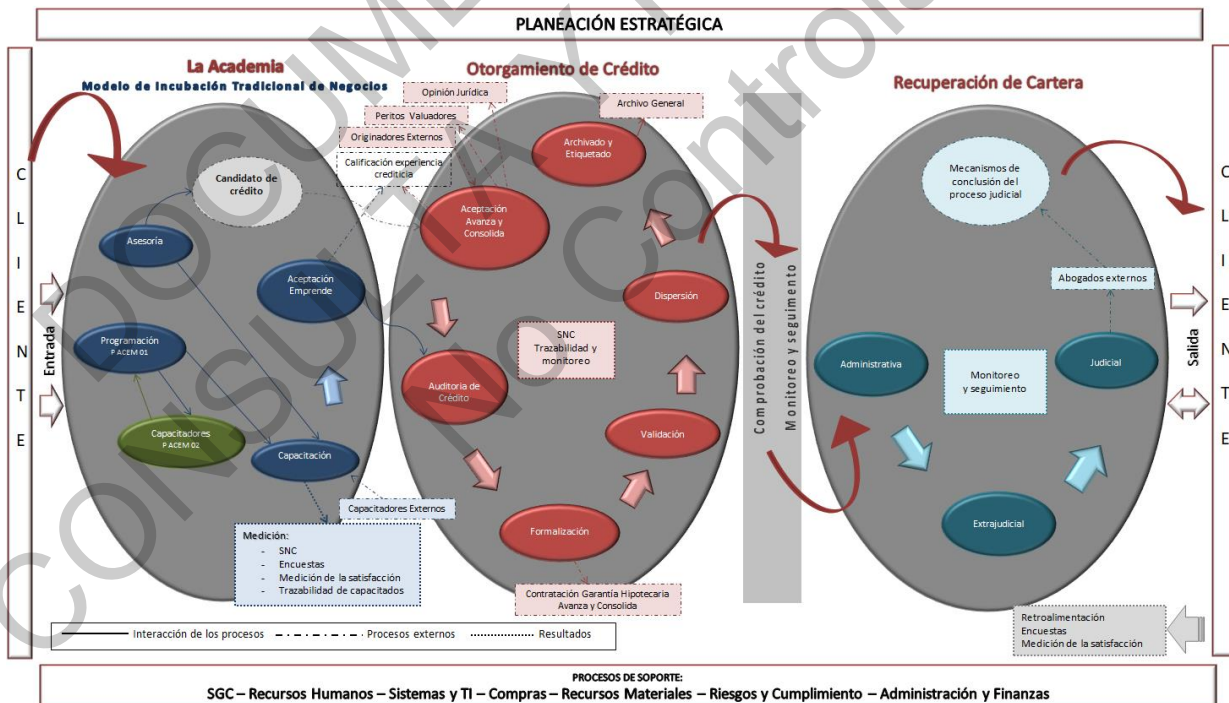 PLANEACIÓN ESTRATÉGICA
La Academia
Modelo de Incubación Tradicional de Negocios
Otorgamiento de Crédito
Recuperación de Cartera
CLIENTE
Entrada
Candidato de
crédito
Asesoría
Aceptación
Emprende
Programación
P ACEM 01
Capacitadores
P ACEM 02
Capacitación
Capacitadores Externos
Medición:
- SNC
- Encuestas
- Medición de la satisfacción
- Trazabilidad de capacitados
Opinión Jurídica
Peritos Valuadores
Originadores Externos
Calificación experiencia
crediticia
Archivo General
Archivado y
Etiquetado
Aceptación
Avanza y
Consolida
Dispersión
SNC
Trazabilidad y
monitoreo
Auditoria de
Crédito
Validación
Formalización
Contratación Garantía Hipotecaria
Avanza y Consolida
Comprobación del crédito
Monitoreo y seguimiento
Mecanismos de
conclusión del
proceso judicial
Abogados externos
Administrativa
Monitoreo
y seguimiento
Judicial
Extrajudicial
Salida
CLIENTE
Retroalimentación
Encuestas
Medición de la satisfacción
Interacción de los procesos
Procesos externos
Resultados
PROCESOS DE SOPORTE:
SGC – Recursos Humanos – Sistemas y TI – Compras – Recursos Materiales – Riesgos y Cumplimiento – Administración y Finanzas